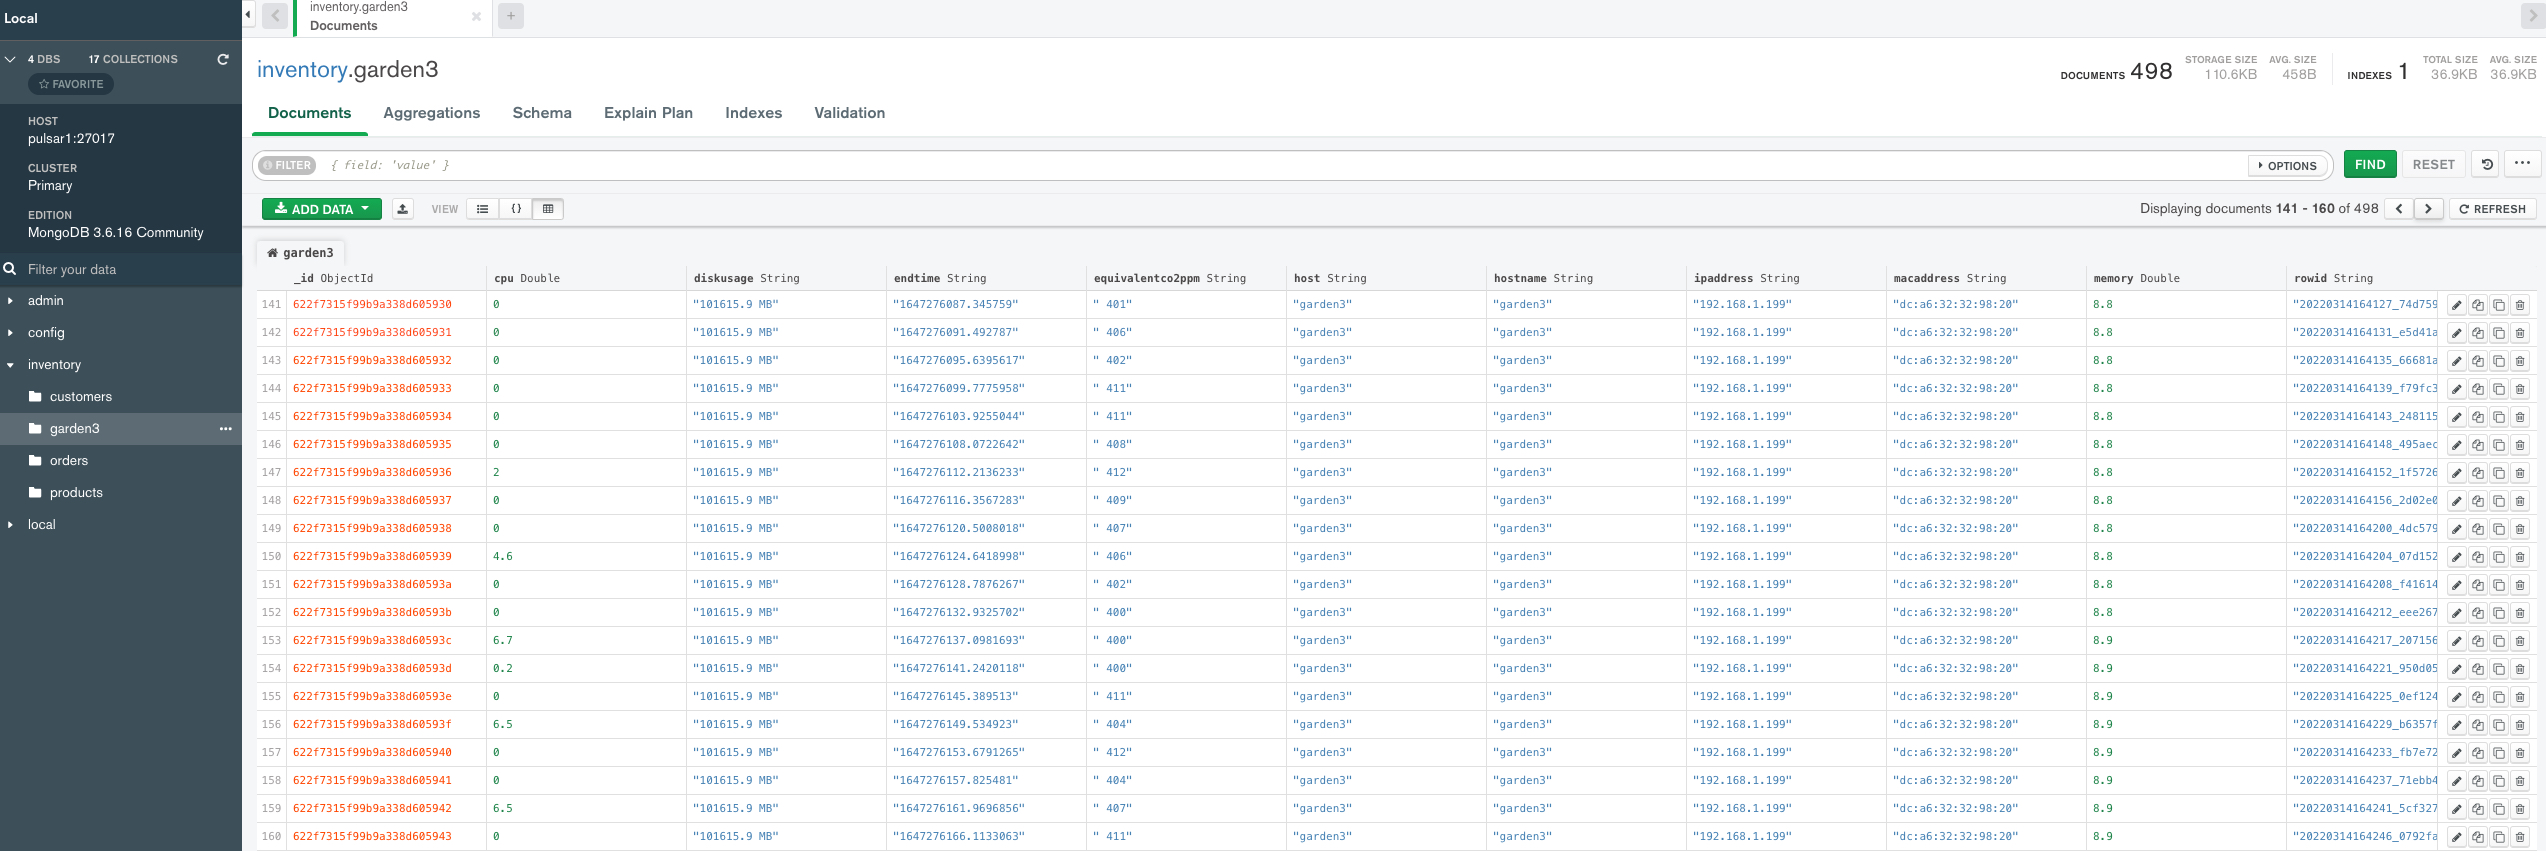 Local
4 DBS 17 COLLECTIONS
FAVORITE
HOST
pulsar1:27017
CLUSTER
Primary
EDITION
MongoDB 3.6.16 Community
Filter your data
admin
config
inventory
customers
garden3
orders
products
local
inventory.garden3
Documents
inventory.garden3
DOCUMENTS 498 STORAGE SIZE 110.6KB AVG. SIZE 458B INDEXES 1 TOTAL SIZE 36.9KB AVG. SIZE 36.9KB
Documents Aggregations Schema Explain Plan Indexes Validation
FILTER { field: 'value' } OPTIONS FIND RESET
ADD DATA VIEW {} Displaying documents 141 - 160 of 498 REFRESH
garden3
_id ObjectId cpu Double diskusage String endtime String equivalentco2ppm String host String hostname String ipaddress String macaddress String memory Double rowid String
141 622f7315f99b9a338d605930 0 "101615.9 MB" "1647276087.345759" " 401" "garden3" "garden3" "192.168.1.199" "dc:a6:32:32:98:20" 8.8 "20220314164127_74d759
142 622f7315f99b9a338d605931 0 "101615.9 MB" "1647276091.492787" " 406" "garden3" "garden3" "192.168.1.199" "dc:a6:32:32:98:20" 8.8 "20220314164131_e5d41a
143 622f7315f99b9a338d605932 0 "101615.9 MB" "1647276095.6395617" " 402" "garden3" "garden3" "192.168.1.199" "dc:a6:32:32:98:20" 8.8 "20220314164135_66681a
144 622f7315f99b9a338d605933 0 "101615.9 MB" "1647276099.7775958" " 411" "garden3" "garden3" "192.168.1.199" "dc:a6:32:32:98:20" 8.8 "20220314164139_f79fc3
145 622f7315f99b9a338d605934 0 "101615.9 MB" "1647276103.9255044" " 411" "garden3" "garden3" "192.168.1.199" "dc:a6:32:32:98:20" 8.8 "20220314164143_248115
146 622f7315f99b9a338d605935 0 "101615.9 MB" "1647276108.0722642" " 408" "garden3" "garden3" "192.168.1.199" "dc:a6:32:32:98:20" 8.8 "20220314164148_495aec
147 622f7315f99b9a338d605936 2 "101615.9 MB" "1647276112.2136233" " 412" "garden3" "garden3" "192.168.1.199" "dc:a6:32:32:98:20" 8.8 "20220314164152_1f5726
148 622f7315f99b9a338d605937 0 "101615.9 MB" "1647276116.3567283" " 409" "garden3" "garden3" "192.168.1.199" "dc:a6:32:32:98:20" 8.8 "20220314164156_2d02e0
149 622f7315f99b9a338d605938 0 "101615.9 MB" "1647276120.5008018" " 407" "garden3" "garden3" "192.168.1.199" "dc:a6:32:32:98:20" 8.8 "20220314164200_4dc579
150 622f7315f99b9a338d605939 4.6 "101615.9 MB" "1647276124.6418998" " 406" "garden3" "garden3" "192.168.1.199" "dc:a6:32:32:98:20" 8.8 "20220314164204_07d152
151 622f7315f99b9a338d60593a 0 "101615.9 MB" "1647276128.7876267" " 402" "garden3" "garden3" "192.168.1.199" "dc:a6:32:32:98:20" 8.8 "20220314164208_f41614
152 622f7315f99b9a338d60593b 0 "101615.9 MB" "1647276132.9325702" " 400" "garden3" "garden3" "192.168.1.199" "dc:a6:32:32:98:20" 8.8 "20220314164212_eee267
153 622f7315f99b9a338d60593c 6.7 "101615.9 MB" "1647276137.0981693" " 400" "garden3" "garden3" "192.168.1.199" "dc:a6:32:32:98:20" 8.9 "20220314164217_207156
154 622f7315f99b9a338d60593d 0.2 "101615.9 MB" "1647276141.2420118" " 400" "garden3" "garden3" "192.168.1.199" "dc:a6:32:32:98:20" 8.9 "20220314164221_950d05
155 622f7315f99b9a338d60593e 0 "101615.9 MB" "1647276145.389513" " 411" "garden3" "garden3" "192.168.1.199" "dc:a6:32:32:98:20" 8.9 "20220314164225_0ef124
156 622f7315f99b9a338d60593f 6.5 "101615.9 MB" "1647276149.534923" " 404" "garden3" "garden3" "192.168.1.199" "dc:a6:32:32:98:20" 8.9 "20220314164229_b6357f
157 622f7315f99b9a338d605940 0 "101615.9 MB" "1647276153.6791265" " 412" "garden3" "garden3" "192.168.1.199" "dc:a6:32:32:98:20" 8.9 "20220314164233_fb7e72
158 622f7315f99b9a338d605941 0 "101615.9 MB" "1647276157.825481" " 404" "garden3" "garden3" "192.168.1.199" "dc:a6:32:32:98:20" 8.9 "20220314164237_71ebb4
159 622f7315f99b9a338d605942 6.5 "101615.9 MB" "1647276161.9696856" " 407" "garden3" "garden3" "192.168.1.199" "dc:a6:32:32:98:20" 8.9 "20220314164241_5cf327
160 622f7315f99b9a338d605943 0 "101615.9 MB" "1647276166.1133063" " 411" "garden3" "garden3" "192.168.1.199" "dc:a6:32:32:98:20" 8.9 "20220314164246_0792fa